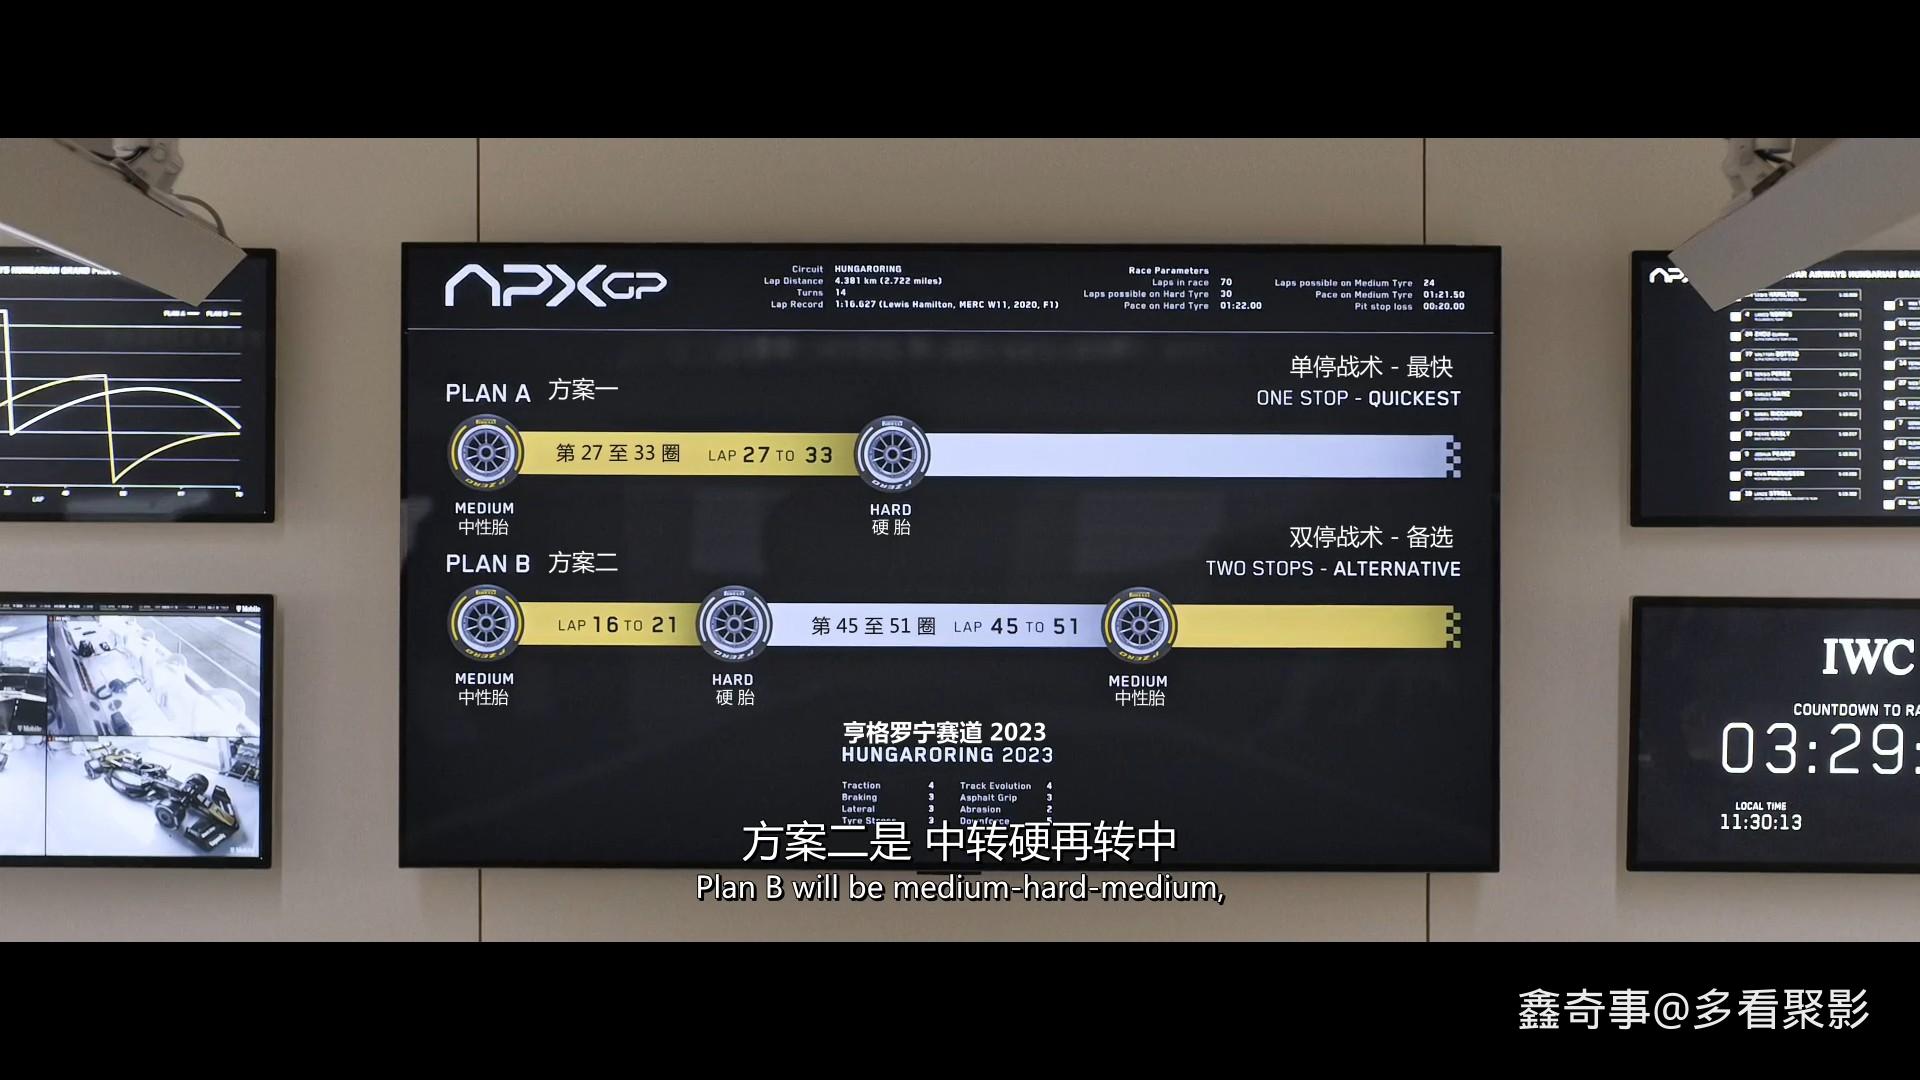 APXGP
Circuit HUNGARORING
Lap Distance 4.381 km (2.722 miles)
Turns 14
Lap Record 1:16.627 (Lewis Hamilton, MERC W11, 2020, F1)
Race Parameters
Laps in race 70
Laps possible on Hard Tyre 30
Pace on Hard Tyre 01:22.00
Laps possible on Medium Tyre 24
Pace on Medium Tyre 01:21.50
Pit stop loss 00:20.00
PLAN A 方案一
单停战术 - 最快
ONE STOP - QUICKEST
第 27 至 33 圈 LAP 27 TO 33
MEDIUM
中性胎
HARD
硬 胎
PLAN B 方案二
双停战术 - 备选
TWO STOPS - ALTERNATIVE
LAP 16 TO 21
第 45 至 51 圈 LAP 45 TO 51
MEDIUM
中性胎
HARD
硬 胎
MEDIUM
中性胎
亨格罗宁赛道 2023
HUNGARORING 2023
Traction 4 Track Evolution 4
Braking 3 Asphalt Grip 3
Lateral 3 Abrasion 2
Tyre Stress 3 Downforce 5
IWC
COUNTDOWN TO RA
03:29:
LOCAL TIME
11:30:13
方案二是 中转硬再转中
Plan B will be medium-hard-medium,
鑫奇事@多看聚影